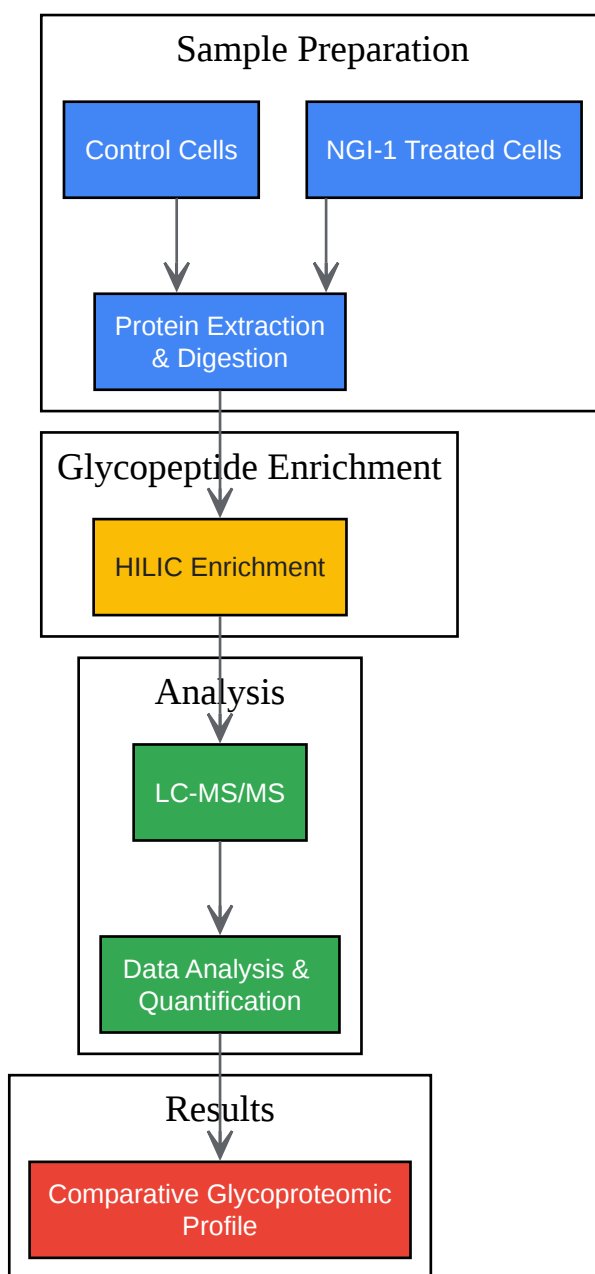 Sample Preparation
Control Cells
NGI-1 Treated Cells
Protein Extraction
& Digestion
Glycopeptide Enrichment
HILIC Enrichment
Analysis
LC-MS/MS
Data Analysis &
Quantification
Results
Comparative Glycoproteomic
Profile